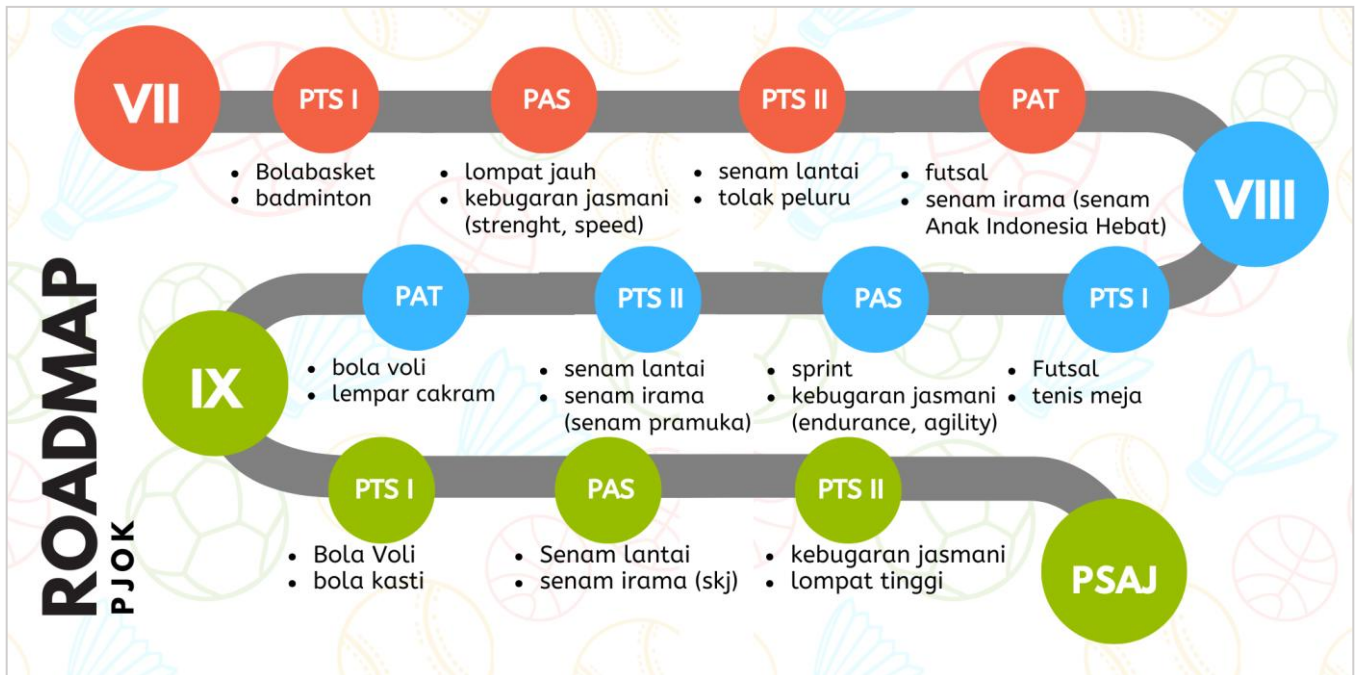 ROADMAP
PJOK
VII
PTS I
• Bolabasket
• badminton
PAS
• lompat jauh
• kebugaran jasmani
(strenght, speed)
PTS II
• senam lantai
• tolak peluru
PAT
• futsal
• senam irama (senam
Anak Indonesia Hebat)
VIII
PTS I
• Futsal
• tenis meja
PAS
• sprint
• kebugaran jasmani
(endurance, agility)
PTS II
• senam lantai
• senam irama
(senam pramuka)
PAT
• bola voli
• lempar cakram
IX
PTS I
• Bola Voli
• bola kasti
PAS
• Senam lantai
• senam irama (skj)
PTS II
• kebugaran jasmani
• lompat tinggi
PSAJ